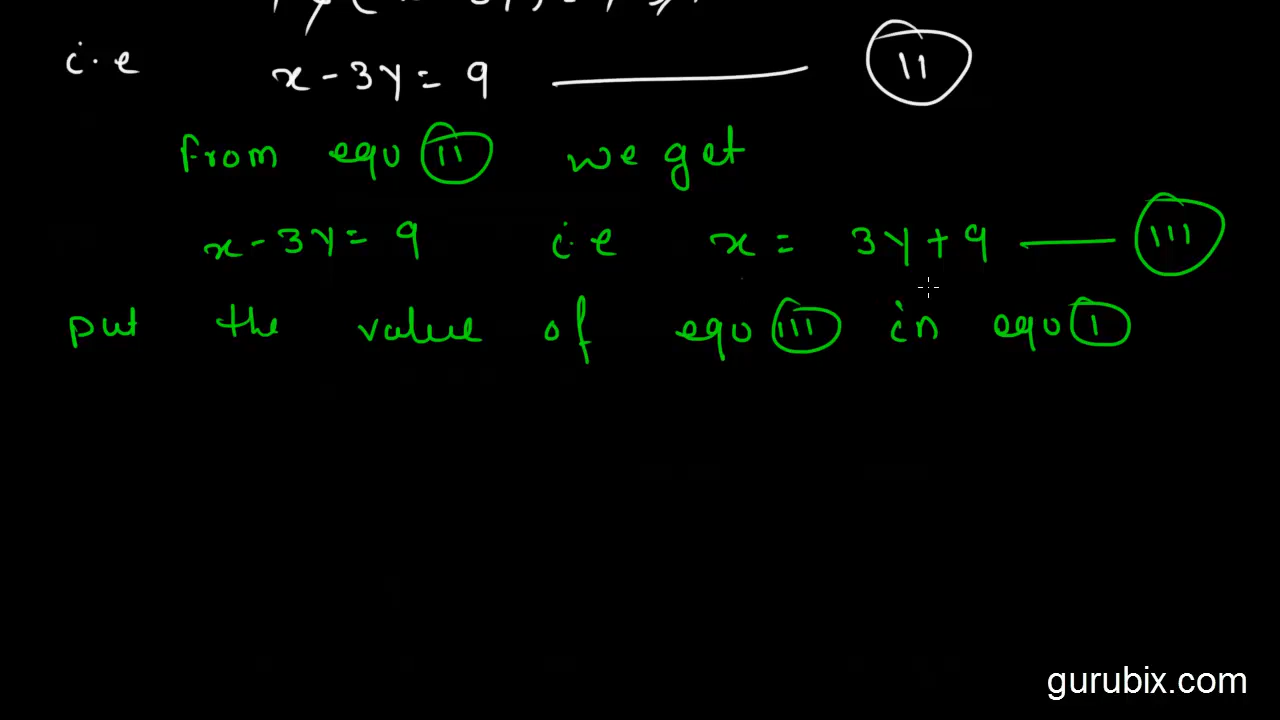 i.e x - 3y = 9 ——— II
from equ II we get
x - 3y = 9 i.e x = 3y + 9 — III
put the value of equ III in equ I
gurubix.com